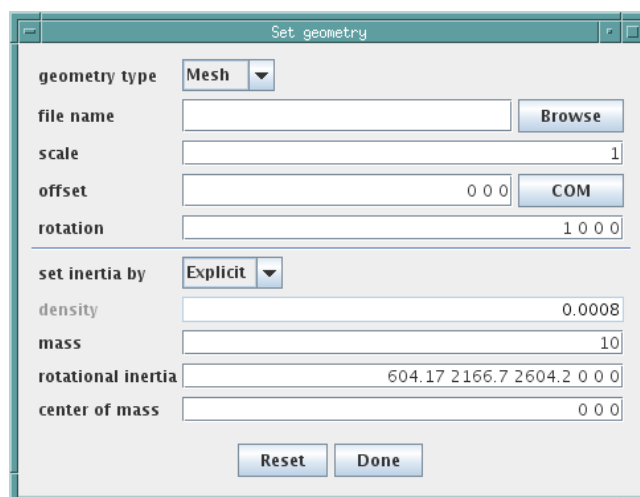 Set geometry
geometry type Mesh
file name Browse
scale 1
offset 0 0 0 COM
rotation 1 0 0 0
set inertia by Explicit
density 0.0008
mass 10
rotational inertia 604.17 2166.7 2604.2 0 0 0
center of mass 0 0 0
Reset Done